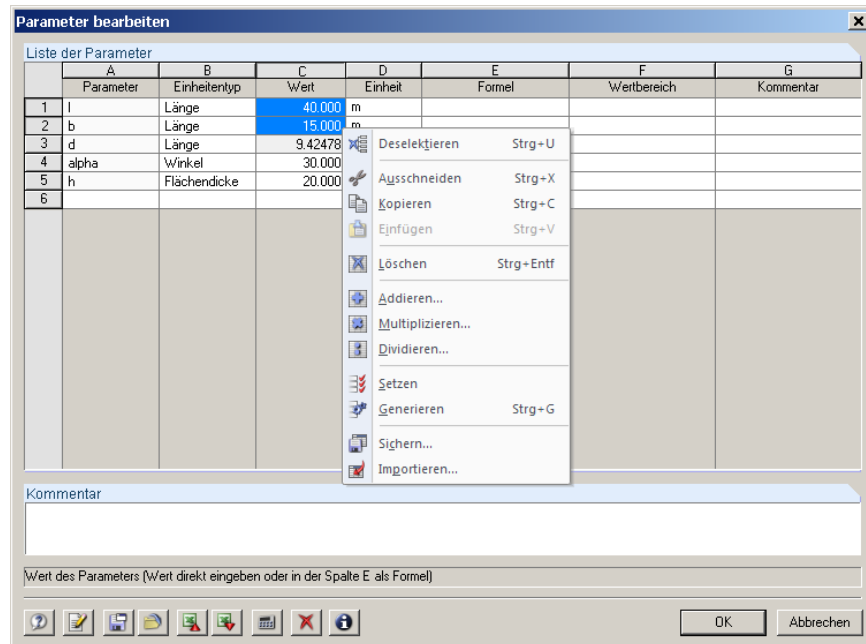 Parameter bearbeiten
Liste der Parameter
A B C D E F G
Parameter Einheitentyp Wert Einheit Formel Wertbereich Kommentar
1 l Länge 40.000 m
2 b Länge 15.000 m
3 d Länge 9.42478
4 alpha Winkel 30.000
5 h Flächendicke 20.000
6
Deselektieren Strg+U
Ausschneiden Strg+X
Kopieren Strg+C
Einfügen Strg+V
Löschen Strg+Entf
Addieren...
Multiplizieren...
Dividieren...
Setzen
Generieren Strg+G
Sichern...
Importieren...
Kommentar
Wert des Parameters (Wert direkt eingeben oder in der Spalte E als Formel)
OK Abbrechen